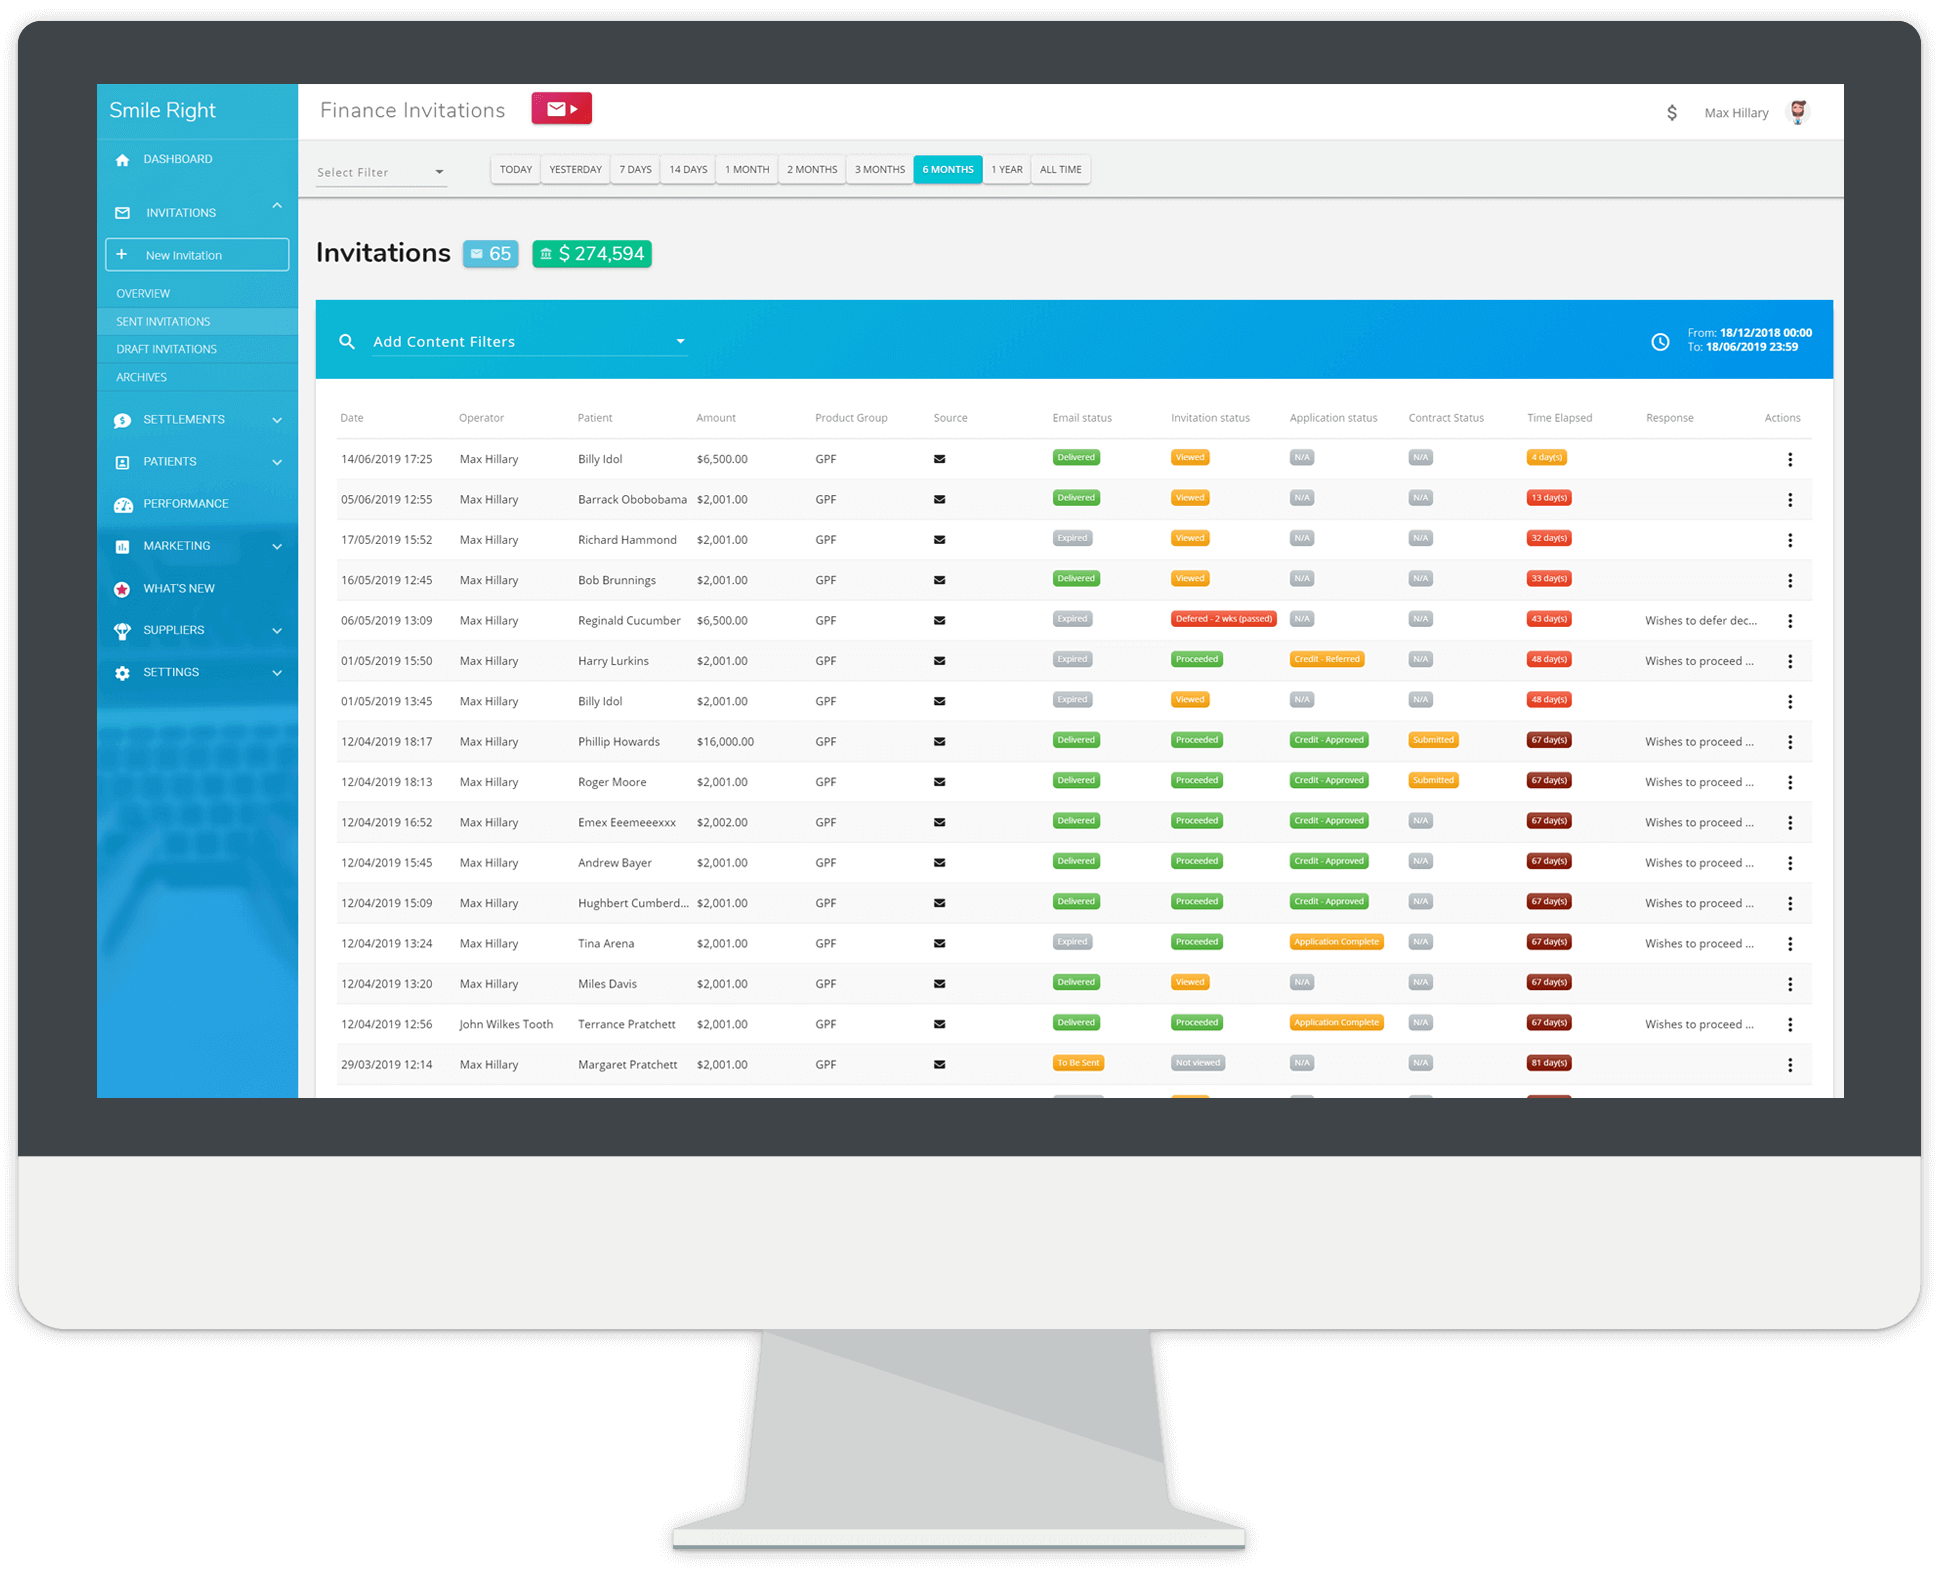 Smile Right
Finance Invitations
$ Max Hillary
DASHBOARD
INVITATIONS
New Invitation
OVERVIEW
SENT INVITATIONS
DRAFT INVITATIONS
ARCHIVES
SETTLEMENTS
PATIENTS
PERFORMANCE
MARKETING
WHAT'S NEW
SUPPLIERS
SETTINGS
Select Filter TODAY YESTERDAY 7 DAYS 14 DAYS 1 MONTH 2 MONTHS 3 MONTHS 6 MONTHS 1 YEAR ALL TIME
Invitations 65 $ 274,594
Add Content Filters
From: 18/12/2018 00:00
To: 18/06/2019 23:59
Date Operator Patient Amount Product Group Source Email status Invitation status Application status Contract Status Time Elapsed Response Actions
14/06/2019 17:25 Max Hillary Billy Idol $6,500.00 GPF Delivered Viewed N/A N/A 4 day(s)
05/06/2019 12:55 Max Hillary Barrack Obobobama $2,001.00 GPF Delivered Viewed N/A N/A 13 day(s)
17/05/2019 15:52 Max Hillary Richard Hammond $2,001.00 GPF Expired Viewed N/A N/A 32 day(s)
16/05/2019 12:45 Max Hillary Bob Brunnings $2,001.00 GPF Delivered Viewed N/A N/A 33 day(s)
06/05/2019 13:09 Max Hillary Reginald Cucumber $6,500.00 GPF Expired Defered - 2 wks (passed) N/A N/A 43 day(s) Wishes to defer dec...
01/05/2019 15:50 Max Hillary Harry Lurkins $2,001.00 GPF Expired Proceeded Credit - Referred N/A 48 day(s) Wishes to proceed ...
01/05/2019 13:45 Max Hillary Billy Idol $2,001.00 GPF Expired Viewed N/A N/A 48 day(s)
12/04/2019 18:17 Max Hillary Phillip Howards $16,000.00 GPF Delivered Proceeded Credit - Approved Submitted 67 day(s) Wishes to proceed ...
12/04/2019 18:13 Max Hillary Roger Moore $2,001.00 GPF Delivered Proceeded Credit - Approved Submitted 67 day(s) Wishes to proceed ...
12/04/2019 16:52 Max Hillary Emex Eeemeeexxx $2,002.00 GPF Delivered Proceeded Credit - Approved N/A 67 day(s) Wishes to proceed ...
12/04/2019 15:45 Max Hillary Andrew Bayer $2,001.00 GPF Delivered Proceeded Credit - Approved N/A 67 day(s) Wishes to proceed ...
12/04/2019 15:09 Max Hillary Hughbert Cumberd... $2,001.00 GPF Delivered Proceeded Credit - Approved N/A 67 day(s) Wishes to proceed ...
12/04/2019 13:24 Max Hillary Tina Arena $2,001.00 GPF Expired Proceeded Application Complete N/A 67 day(s) Wishes to proceed ...
12/04/2019 13:20 Max Hillary Miles Davis $2,001.00 GPF Delivered Viewed N/A N/A 67 day(s)
12/04/2019 12:56 John Wilkes Tooth Terrance Pratchett $2,001.00 GPF Delivered Proceeded Application Complete N/A 67 day(s) Wishes to proceed ...
29/03/2019 12:14 Max Hillary Margaret Pratchett $2,001.00 GPF To Be Sent Not viewed N/A N/A 81 day(s)